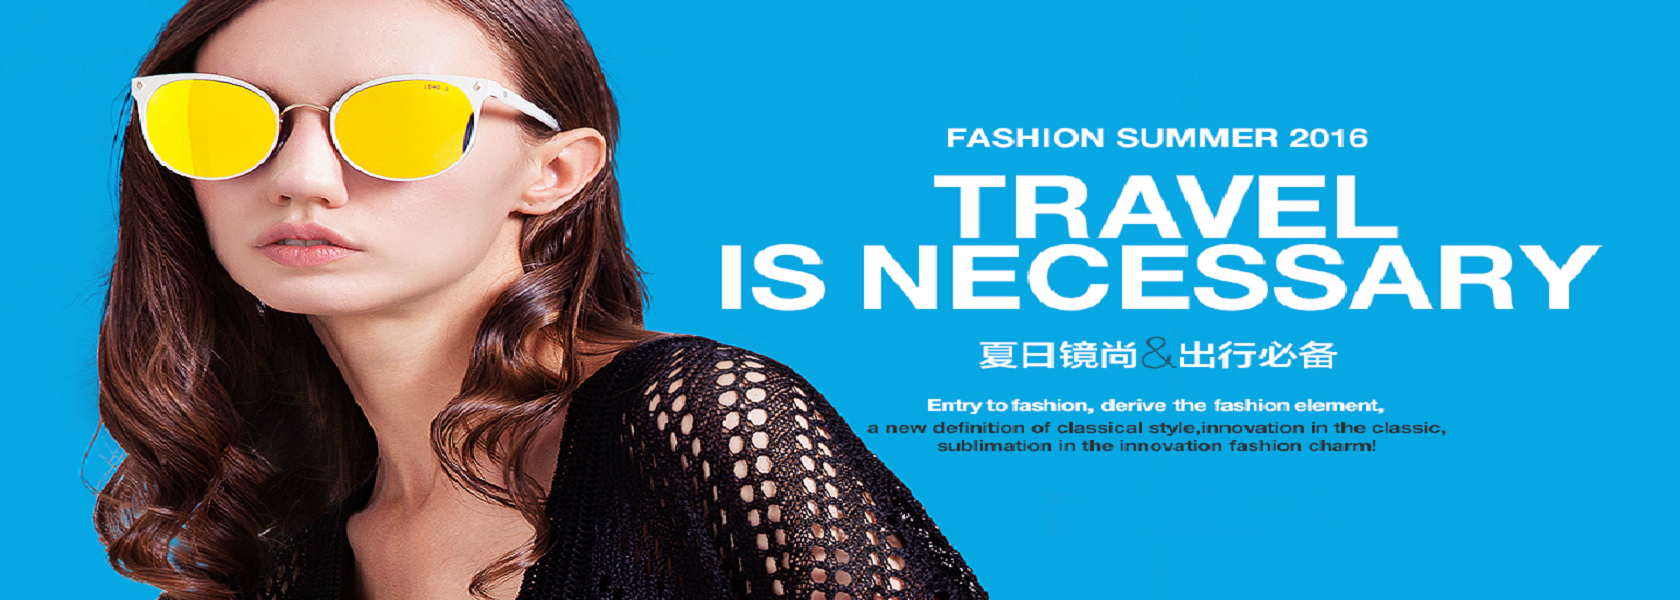 FASHION SUMMER 2016
TRAVEL
IS NECESSARY
夏日镜尚&出行必备
Entry to fashion, derive the fashion element,
a new definition of classical style,innovation in the classic,
sublimation in the innovation fashion charm!